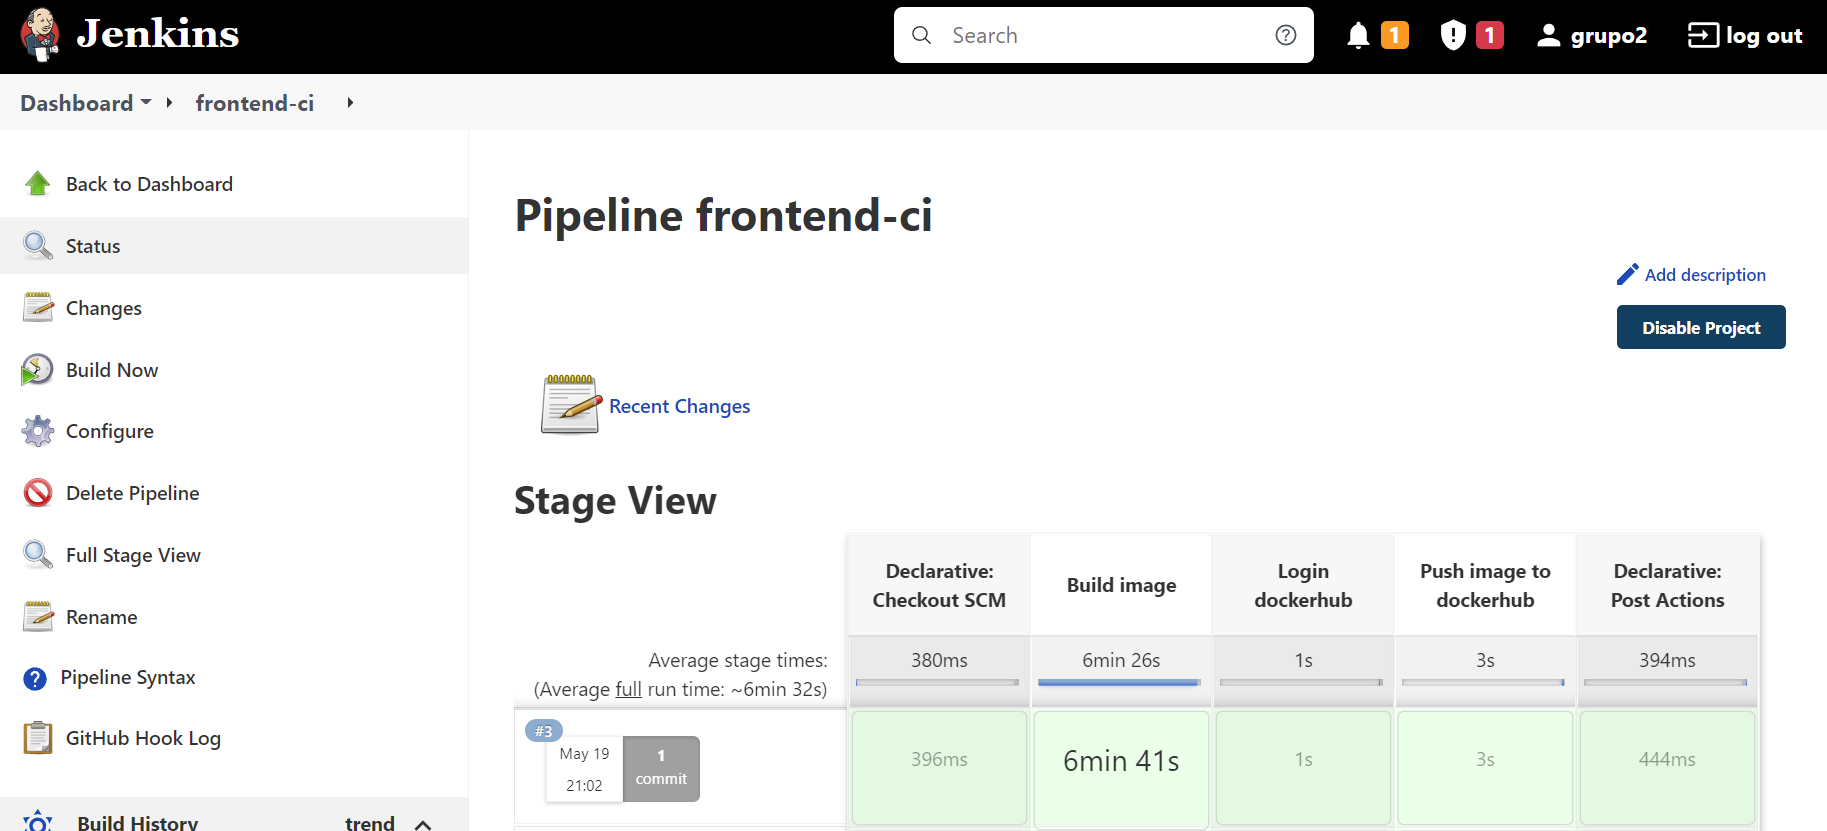 Jenkins
Search
1
1
grupo2
log out
Dashboard
frontend-ci
Back to Dashboard
Status
Changes
Build Now
Configure
Delete Pipeline
Full Stage View
Rename
Pipeline Syntax
GitHub Hook Log
Build History
trend
Pipeline frontend-ci
Add description
Disable Project
Recent Changes
Stage View
Declarative:
Checkout SCM
Build image
Login
dockerhub
Push image to
dockerhub
Declarative:
Post Actions
Average stage times:
(Average full run time: ~6min 32s)
380ms
6min 26s
1s
3s
394ms
#3
May 19
21:02
1
commit
396ms
6min 41s
1s
3s
444ms